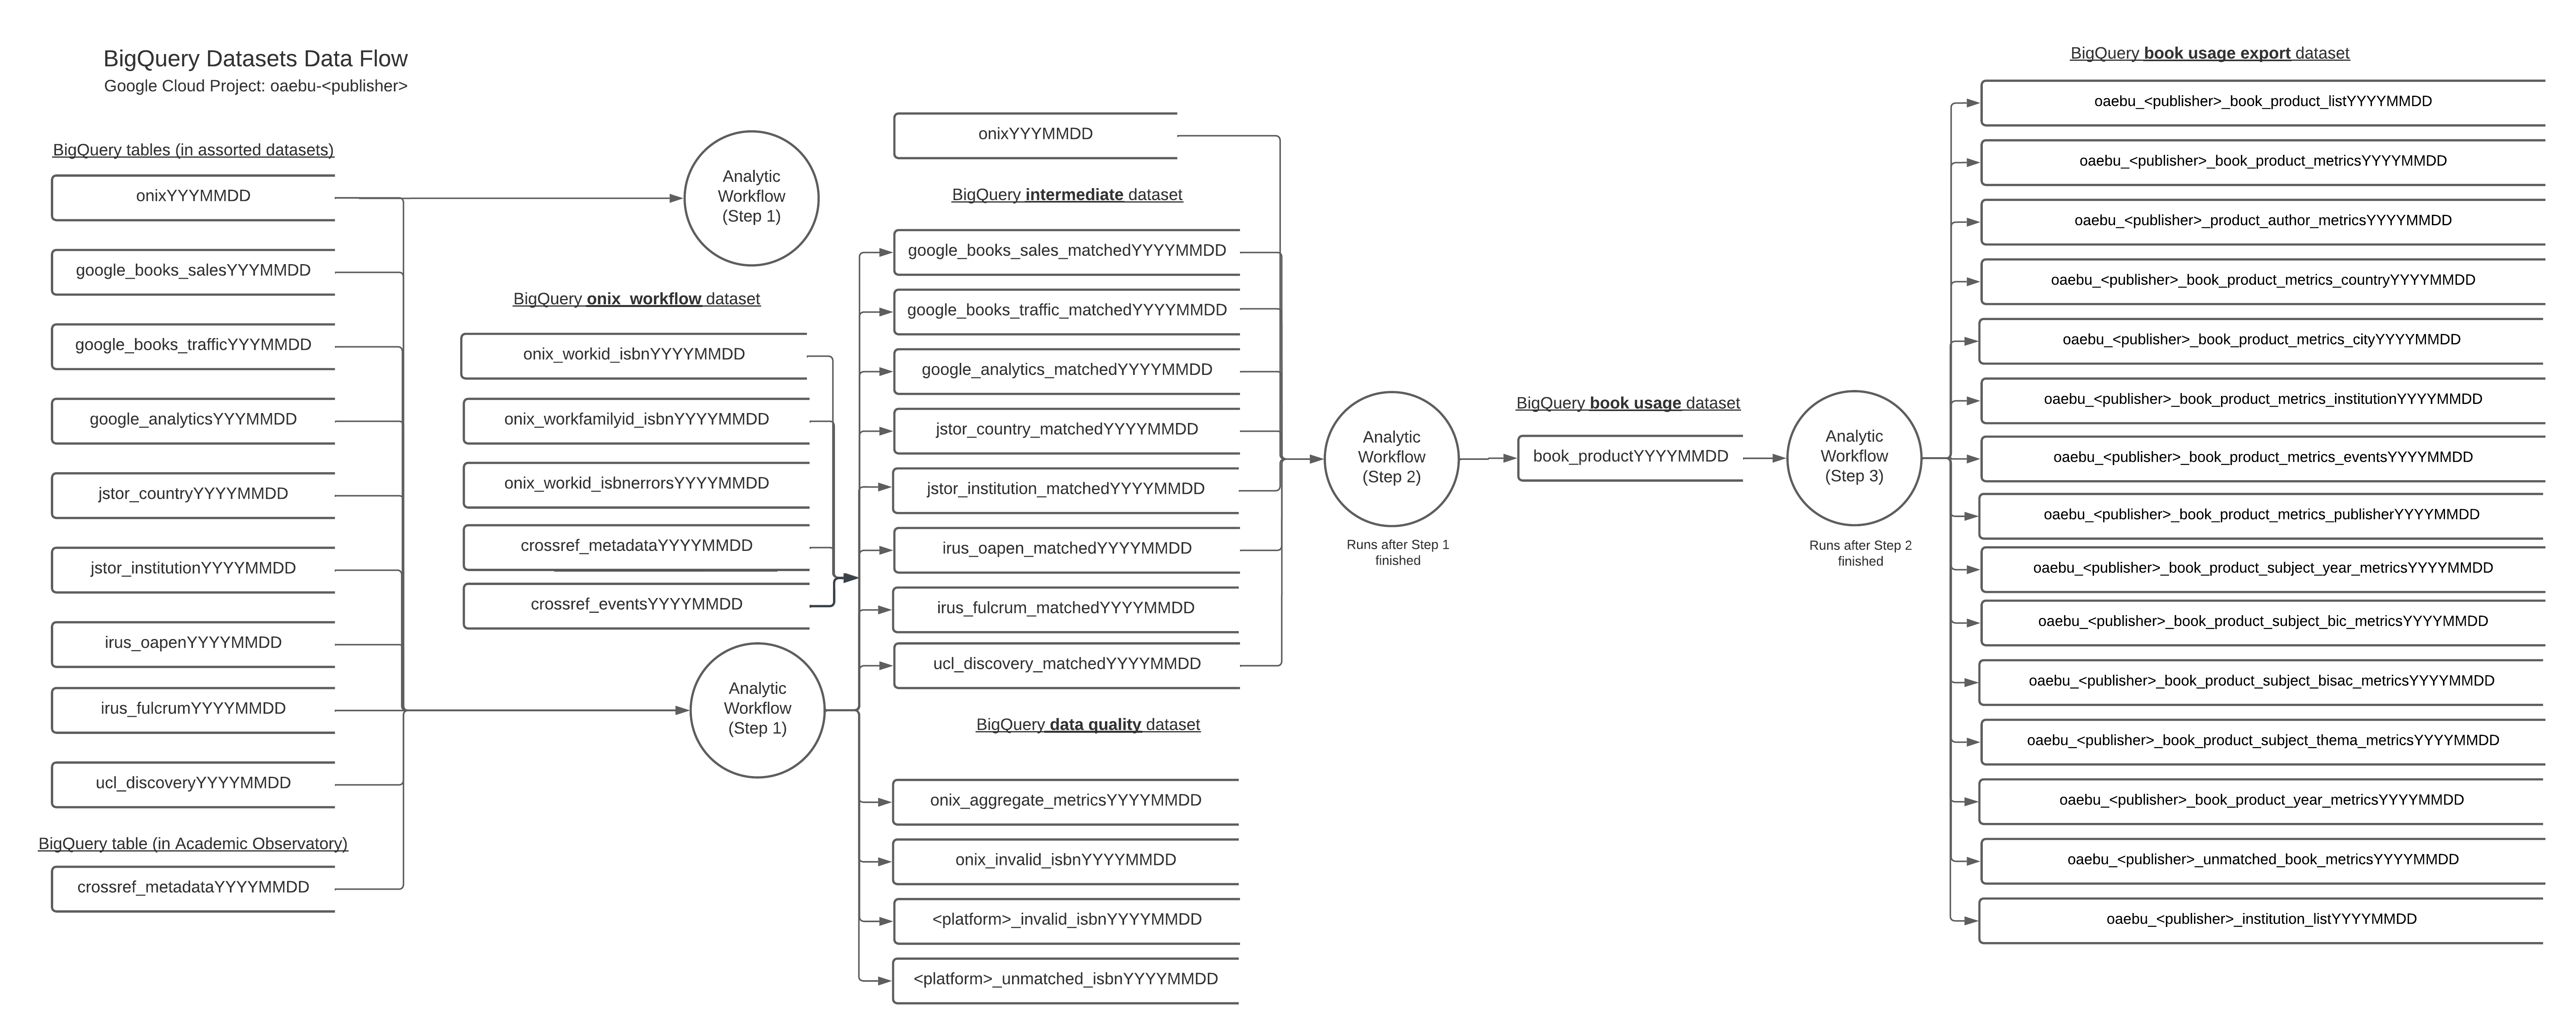 BigQuery Datasets Data Flow
Google Cloud Project: oaebu-<publisher>
BigQuery tables (in assorted datasets)
onixYYYMMDD
google_books_salesYYYMMDD
google_books_trafficYYYMMDD
google_analyticsYYYMMDD
jstor_countryYYYYMMDD
jstor_institutionYYYYMMDD
irus_oapenYYYYMMDD
irus_fulcrumYYYYMMDD
ucl_discoveryYYYYMMDD
BigQuery table (in Academic Observatory)
crossref_metadataYYYYMMDD
Analytic
Workflow
(Step 1)
BigQuery onix_workflow dataset
onix_workid_isbnYYYYMMDD
onix_workfamilyid_isbnYYYYMMDD
onix_workid_isbnerrorsYYYYMMDD
crossref_metadataYYYYMMDD
crossref_eventsYYYYMMDD
Analytic
Workflow
(Step 1)
onixYYYMMDD
BigQuery intermediate dataset
google_books_sales_matchedYYYYMMDD
google_books_traffic_matchedYYYYMMDD
google_analytics_matchedYYYYMMDD
jstor_country_matchedYYYYMMDD
jstor_institution_matchedYYYYMMDD
irus_oapen_matchedYYYYMMDD
irus_fulcrum_matchedYYYYMMDD
ucl_discovery_matchedYYYYMMDD
BigQuery data quality dataset
onix_aggregate_metricsYYYYMMDD
onix_invalid_isbnYYYYMMDD
<platform>_invalid_isbnYYYYMMDD
<platform>_unmatched_isbnYYYYMMDD
Analytic
Workflow
(Step 2)
Runs after Step 1
finished
BigQuery book usage dataset
book_productYYYYMMDD
Analytic
Workflow
(Step 3)
Runs after Step 2
finished
BigQuery book usage export dataset
oaebu_<publisher>_book_product_listYYYYMMDD
oaebu_<publisher>_book_product_metricsYYYYMMDD
oaebu_<publisher>_product_author_metricsYYYYMMDD
oaebu_<publisher>_book_product_metrics_countryYYYYMMDD
oaebu_<publisher>_book_product_metrics_cityYYYYMMDD
oaebu_<publisher>_book_product_metrics_institutionYYYYMMDD
oaebu_<publisher>_book_product_metrics_eventsYYYYMMDD
oaebu_<publisher>_book_product_metrics_publisherYYYYMMDD
oaebu_<publisher>_book_product_subject_year_metricsYYYYMMDD
oaebu_<publisher>_book_product_subject_bic_metricsYYYYMMDD
oaebu_<publisher>_book_product_subject_bisac_metricsYYYYMMDD
oaebu_<publisher>_book_product_subject_thema_metricsYYYYMMDD
oaebu_<publisher>_book_product_year_metricsYYYYMMDD
oaebu_<publisher>_unmatched_book_metricsYYYYMMDD
oaebu_<publisher>_institution_listYYYYMMDD